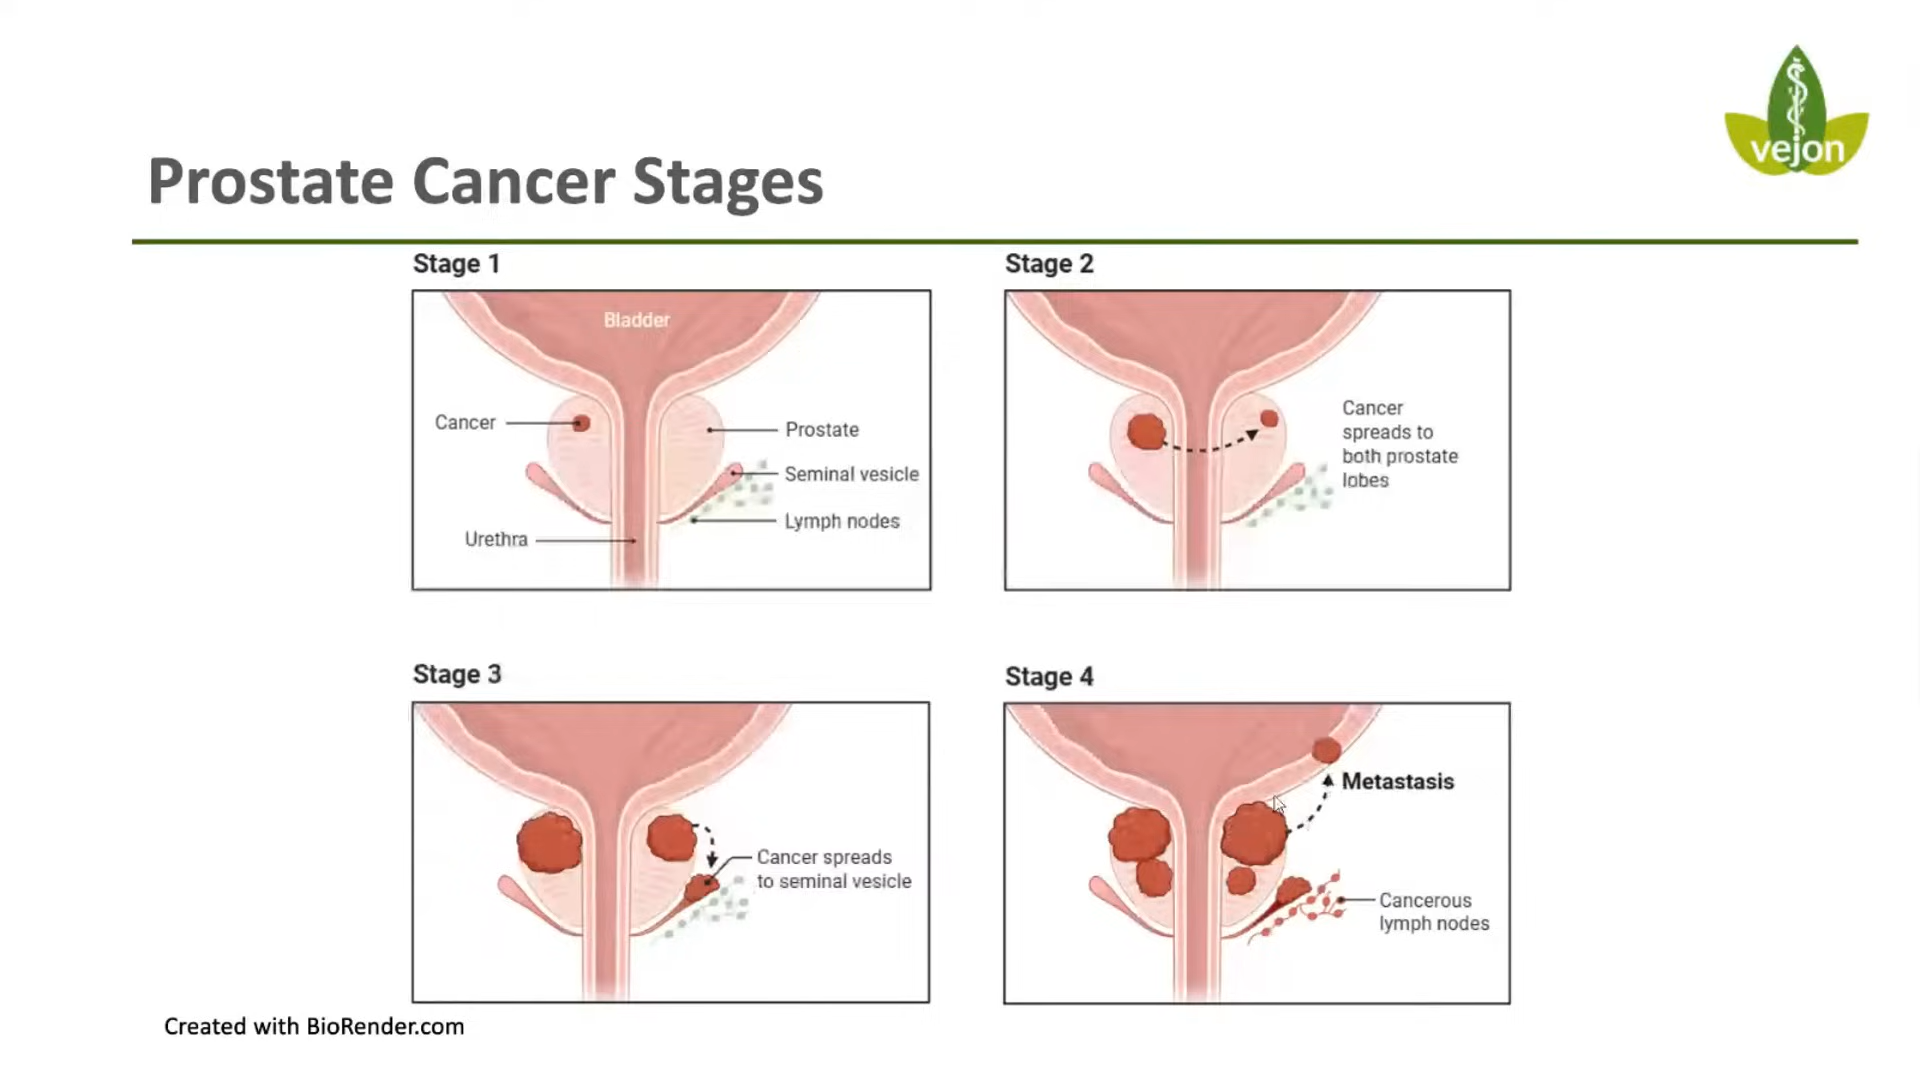 vejon
Prostate Cancer Stages
Stage 1
Bladder
Cancer
Prostate
Seminal vesicle
Lymph nodes
Urethra
Stage 2
Cancer
spreads to
both prostate
lobes
Stage 3
Cancer spreads
to seminal vesicle
Stage 4
Metastasis
Cancerous
lymph nodes
Created with BioRender.com